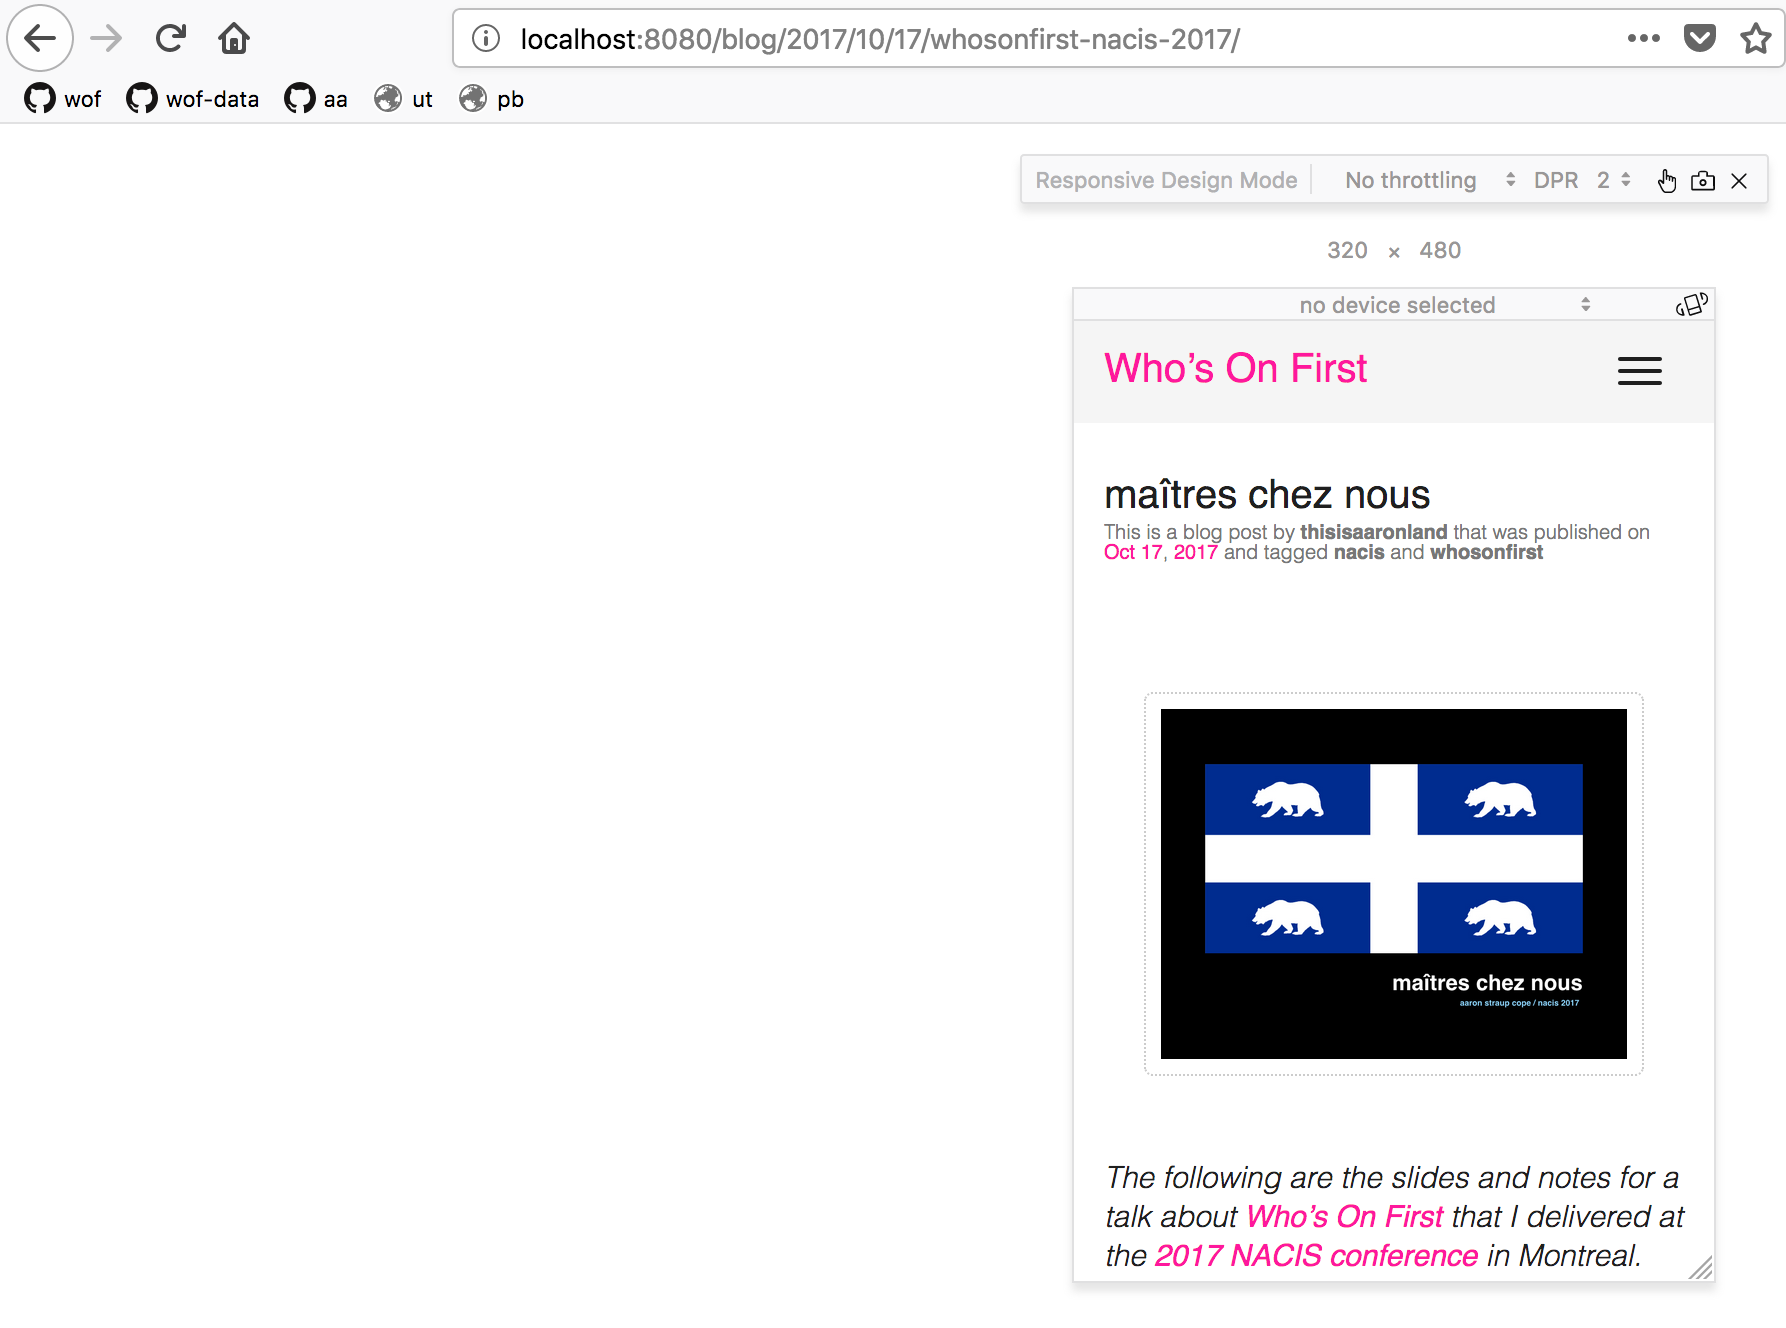 localhost:8080/blog/2017/10/17/whosonfirst-nacis-2017/
wof wof-data aa ut pb
Responsive Design Mode No throttling DPR 2
320 × 480
no device selected
Who’s On First
maîtres chez nous
This is a blog post by thisisaaronland that was published on
Oct 17, 2017 and tagged nacis and whosonfirst
maîtres chez nous
aaron straup cope / nacis 2017
The following are the slides and notes for a
talk about Who’s On First that I delivered at
the 2017 NACIS conference in Montreal.